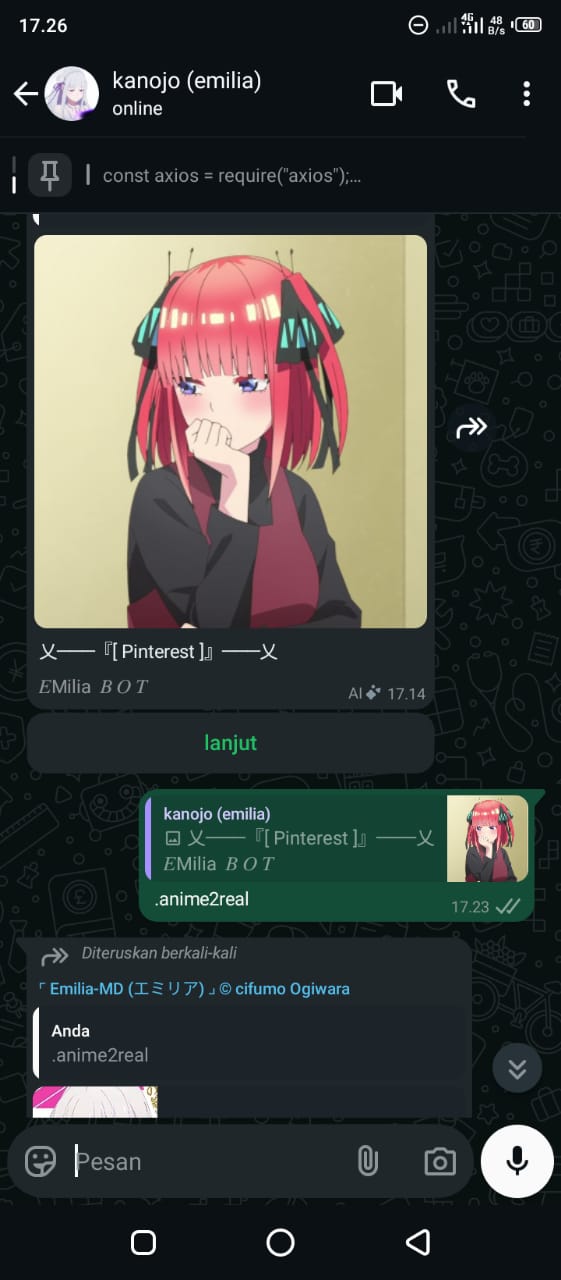 17.26
4G
48
B/s
60
kanojo (emilia)
online
const axios = require("axios");...
乂───『[ Pinterest ]』───乂
𝐸Milia 𝐵 𝑂 𝑇
AI
17.14
lanjut
kanojo (emilia)
乂───『[ Pinterest ]』───乂
𝐸Milia 𝐵 𝑂 𝑇
.anime2real
17.23
Diteruskan berkali-kali
「 Emilia-MD (エミリア) 」© cifumo Ogiwara
Anda
.anime2real
Pesan